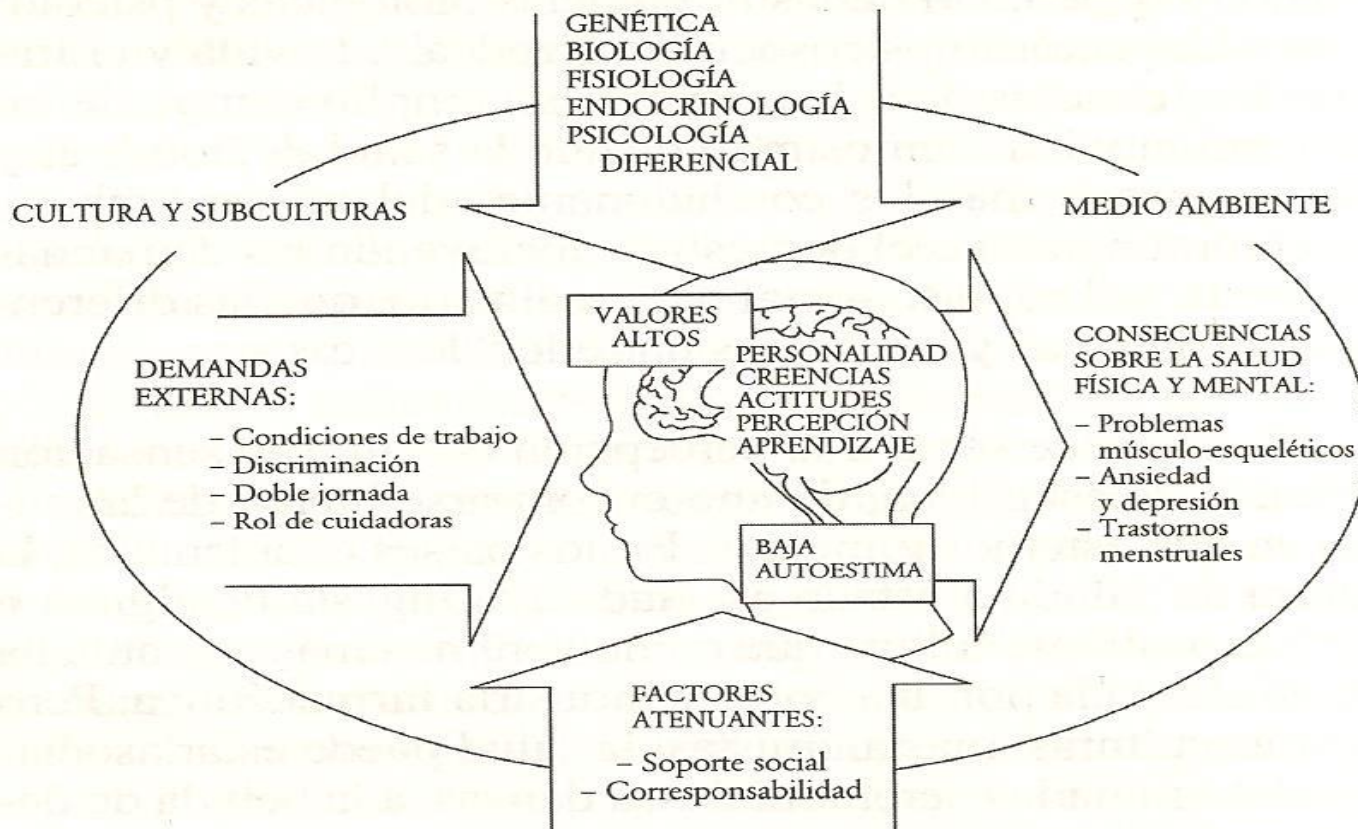 GENÉTICA
BIOLOGÍA
FISIOLOGÍA
ENDOCRINOLOGÍA
PSICOLOGÍA
DIFERENCIAL
CULTURA Y SUBCULTURAS
MEDIO AMBIENTE
DEMANDAS
EXTERNAS:
– Condiciones de trabajo
– Discriminación
– Doble jornada
– Rol de cuidadoras
VALORES
ALTOS
PERSONALIDAD
CREENCIAS
ACTITUDES
PERCEPCIÓN
APRENDIZAJE
BAJA
AUTOESTIMA
CONSECUENCIAS
SOBRE LA SALUD
FÍSICA Y MENTAL:
– Problemas
músculo-esqueléticos
– Ansiedad
y depresión
– Trastornos
menstruales
FACTORES
ATENUANTES:
– Soporte social
– Corresponsabilidad